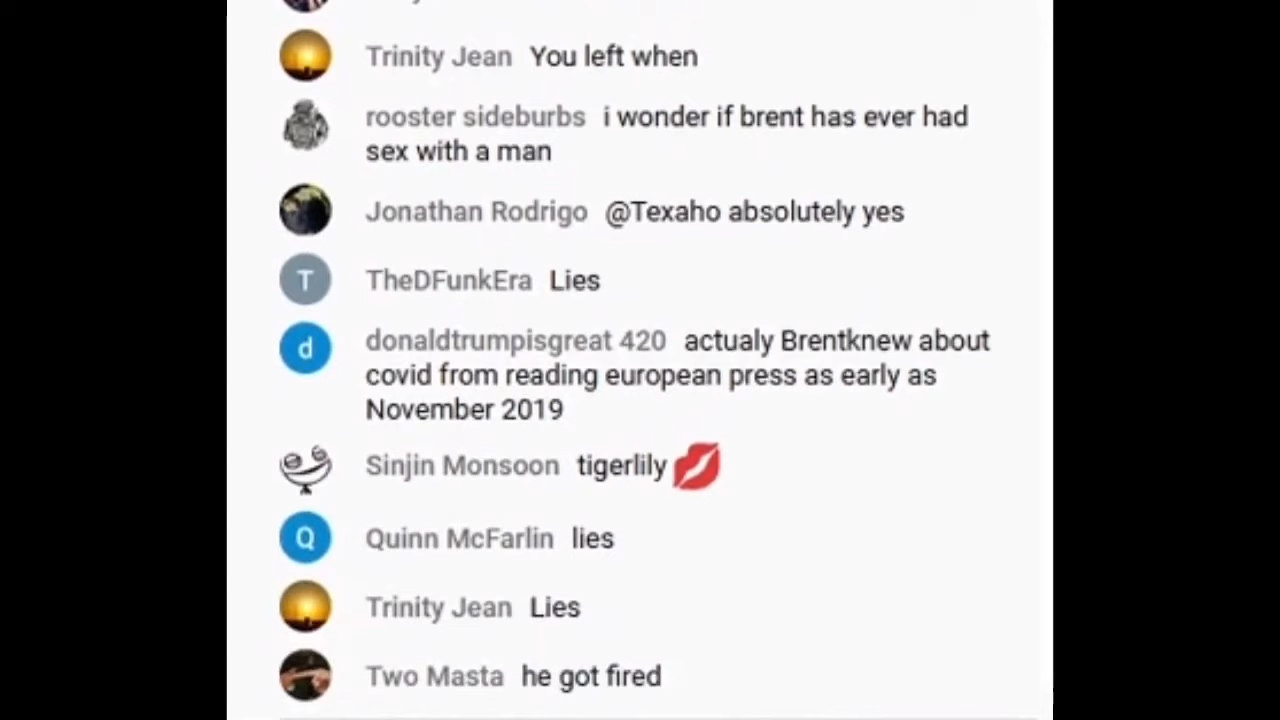 Trinity Jean You left when
rooster sideburbs i wonder if brent has ever had
sex with a man
Jonathan Rodrigo @Texaho absolutely yes
T TheDFunkEra Lies
d donaldtrumpisgreat 420 actualy Brentknew about
covid from reading european press as early as
November 2019
Sinjin Monsoon tigerlily💋
Q Quinn McFarlin lies
Trinity Jean Lies
Two Masta he got fired